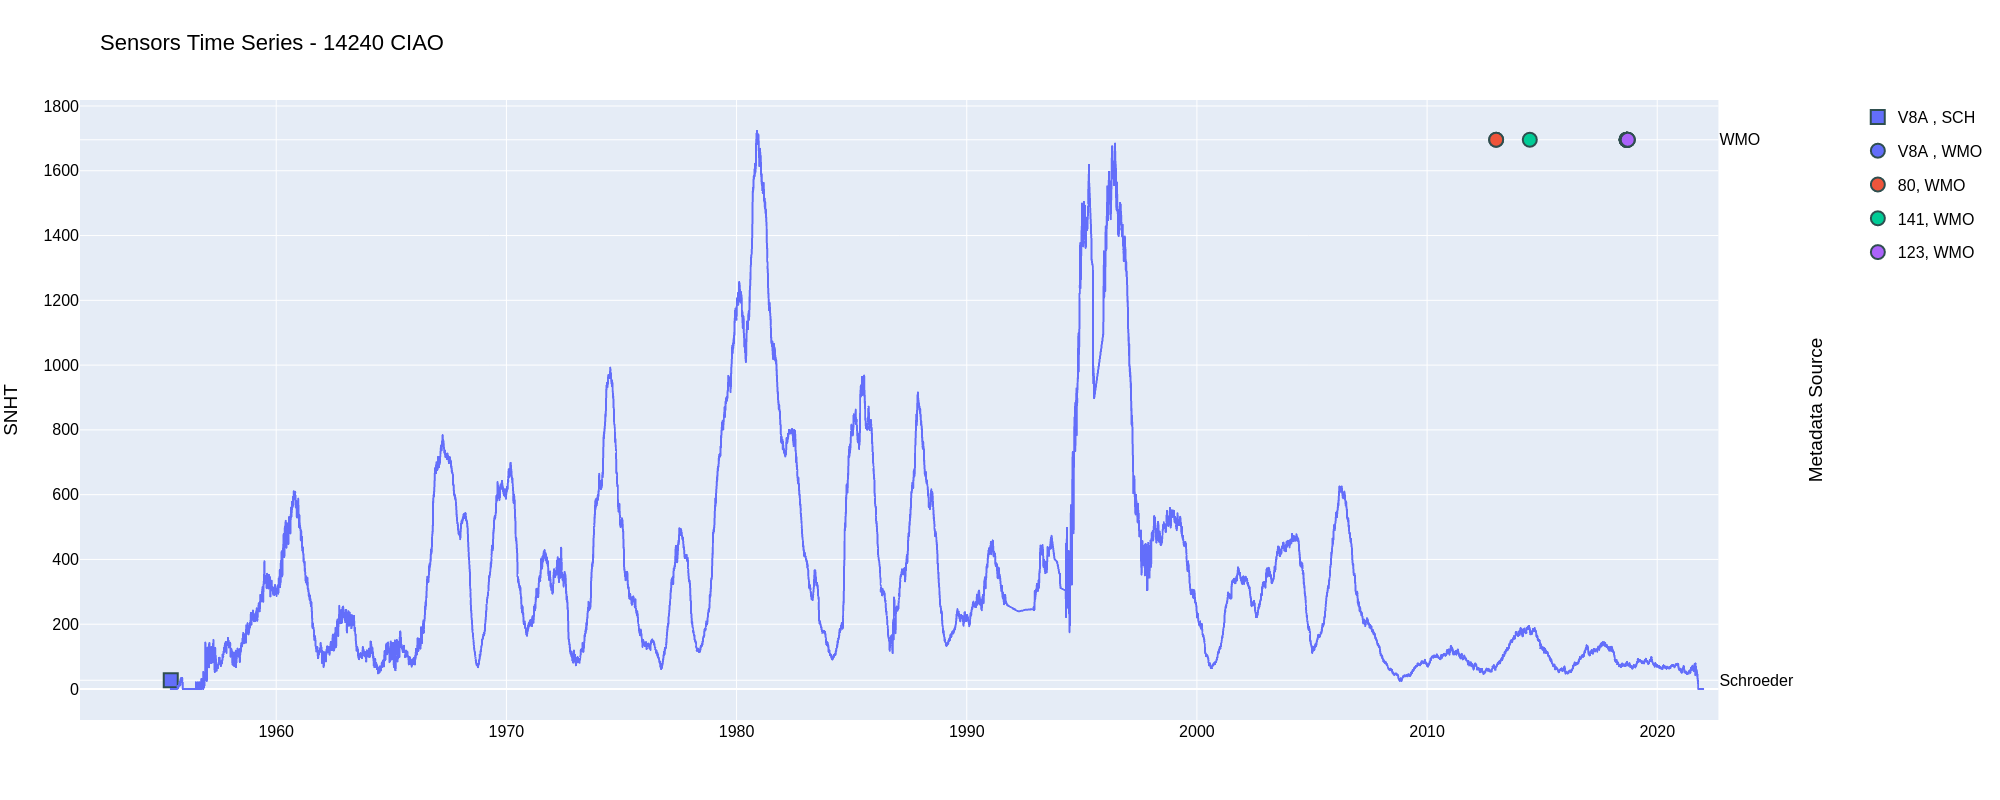 Sensors Time Series - 14240 CIAO
1800
1600
1400
1200
1000
800
600
400
200
0
SNHT
1960
1970
1980
1990
2000
2010
2020
WMO
Schroeder
Metadata Source
V8A , SCH
V8A , WMO
80, WMO
141, WMO
123, WMO